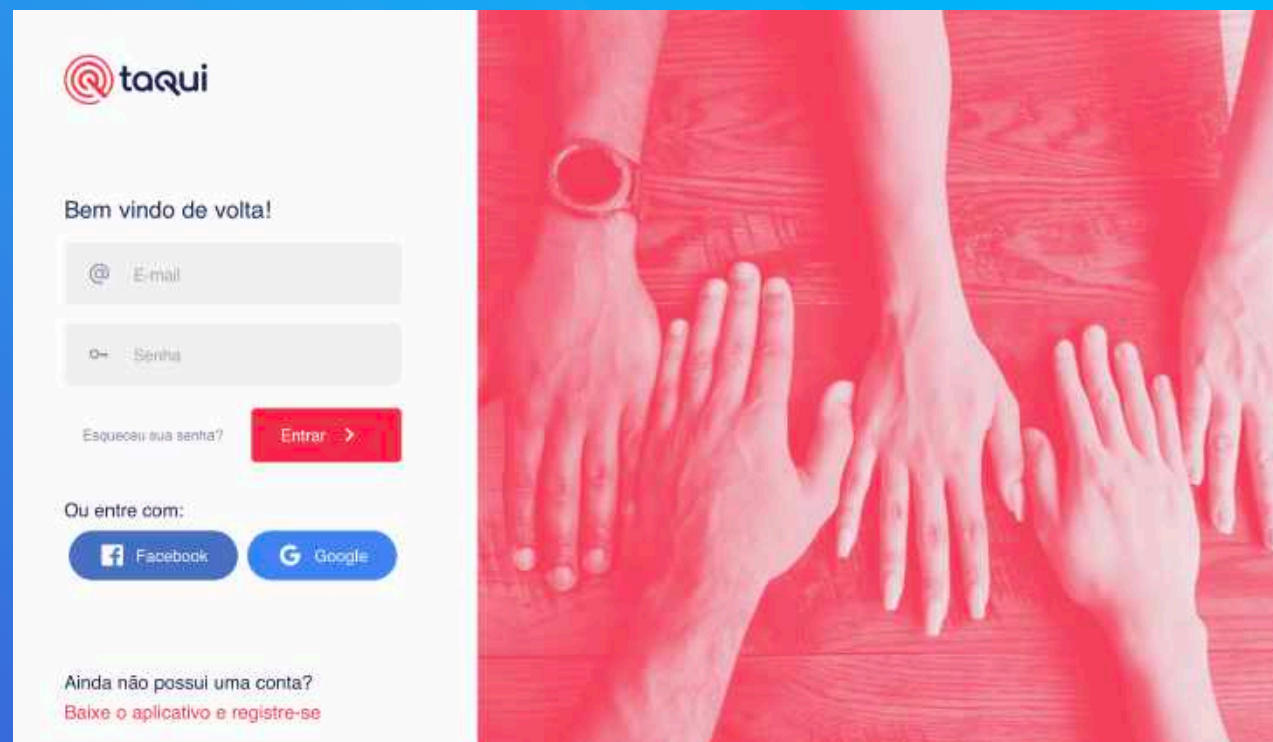 taqui
Bem vindo de volta!
@ E-mail
Senha
Esqueceu sua senha?
Entrar >
Ou entre com:
Facebook
G Google
Ainda não possui uma conta?
Baixe o aplicativo e registre-se